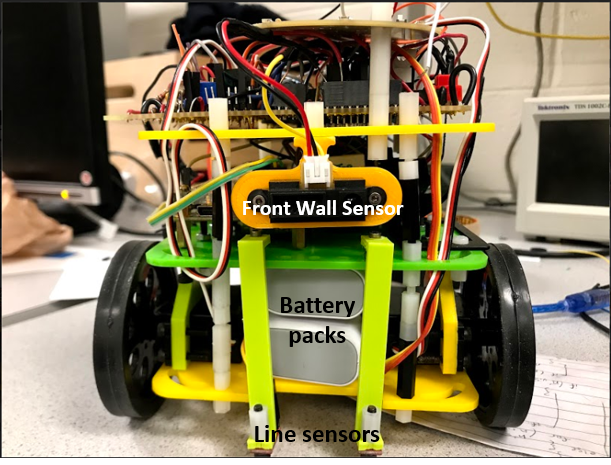 Tektronix
Front Wall Sensor
Battery
packs
Line sensors